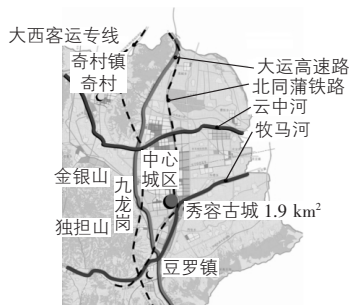 大西客运专线
奇村镇
奇村
大运高速路
北同蒲铁路
云中河
牧马河
中心
城区
金银山
九龙岗
秀容古城 1.9 km²
独担山
豆罗镇